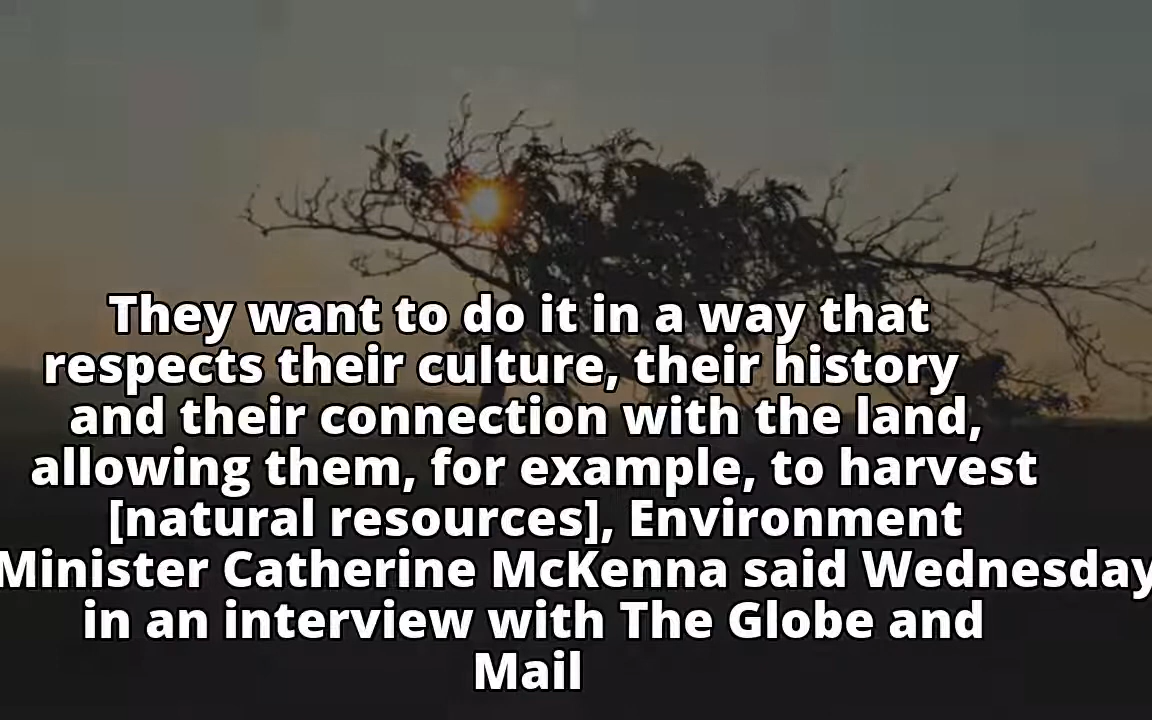 They want to do it in a way that
respects their culture, their history
and their connection with the land,
allowing them, for example, to harvest
[natural resources], Environment
Minister Catherine McKenna said Wednesday
in an interview with The Globe and
Mail